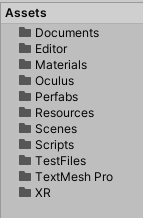 Assets
Documents
Editor
Materials
Oculus
Perfabs
Resources
Scenes
Scripts
TestFiles
TextMesh Pro
XR